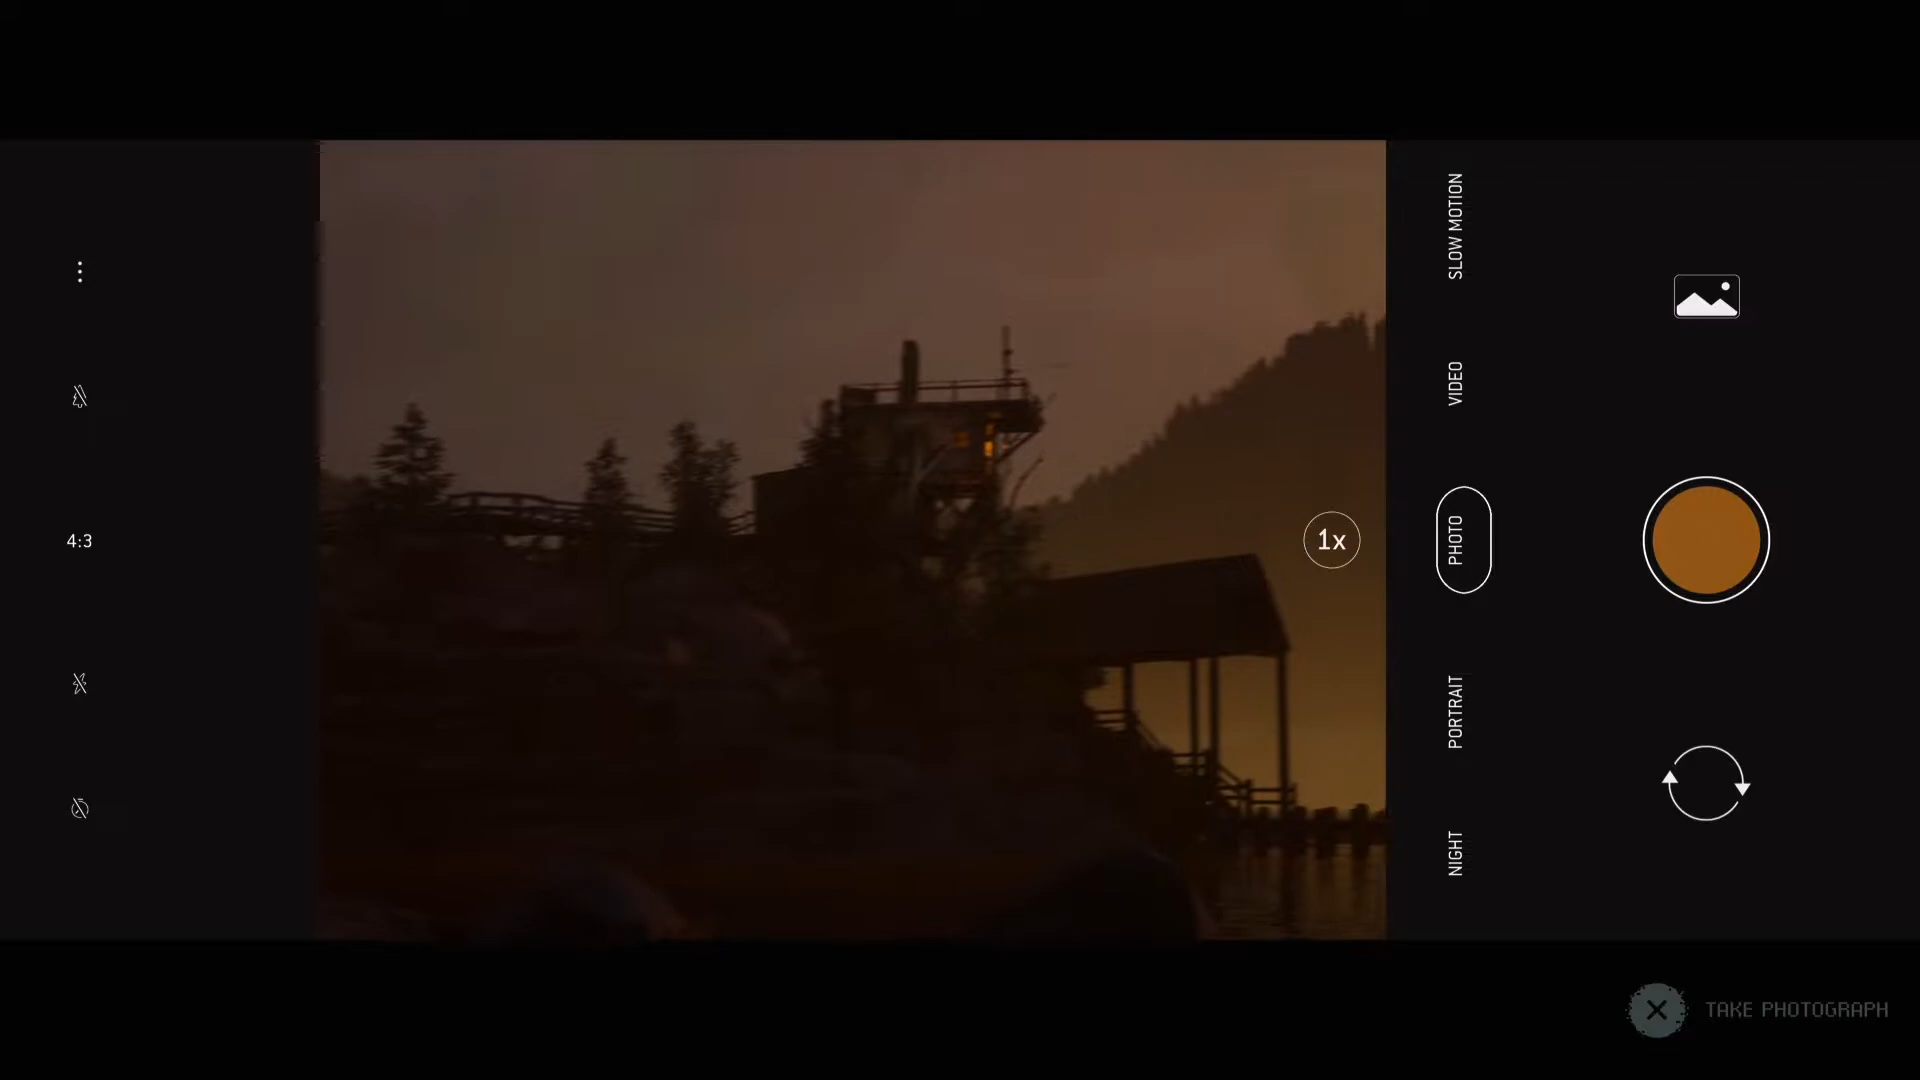 4:3
1x
SLOW MOTION
VIDEO
PHOTO
PORTRAIT
NIGHT
TAKE PHOTOGRAPH